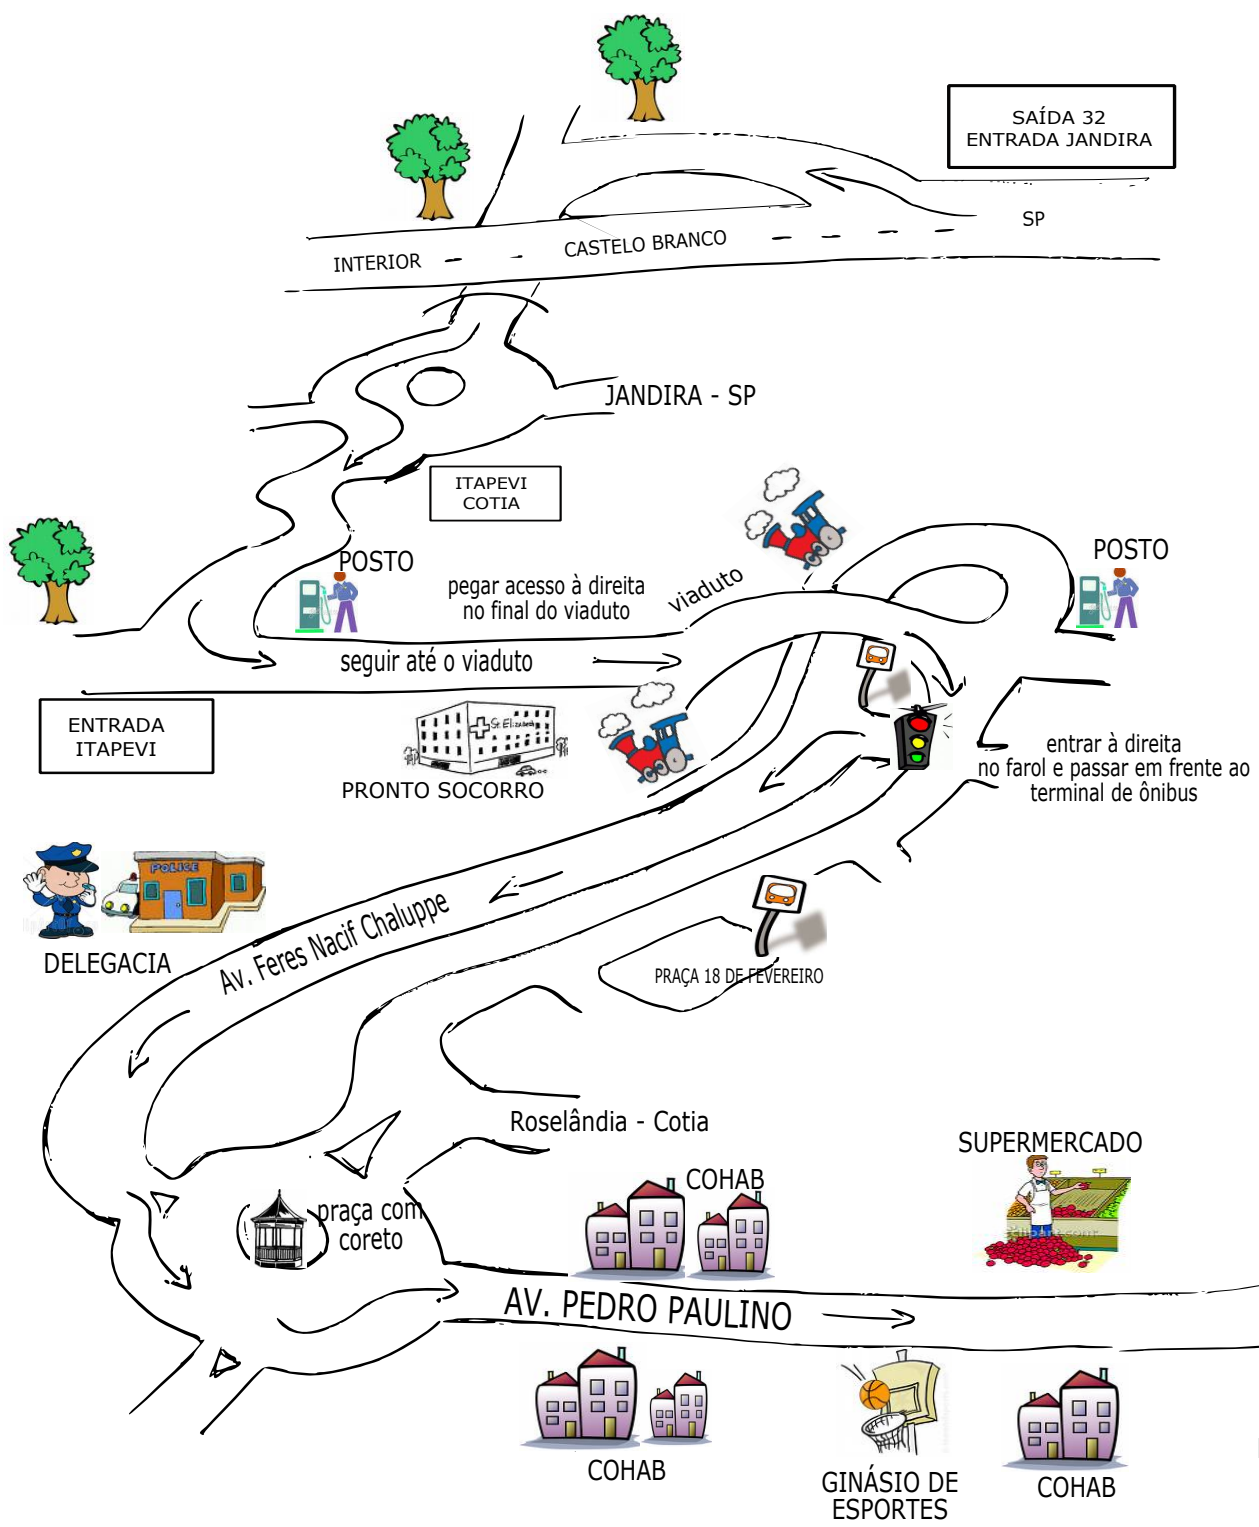 SAÍDA 32
ENTRADA JANDIRA
SP
CASTELO BRANCO
INTERIOR
JANDIRA - SP
ITAPEVI
COTIA
POSTO
POSTO
pegar acesso à direita
no final do viaduto
viaduto
seguir até o viaduto
ENTRADA
ITAPEVI
St. Elizabeth
PRONTO SOCORRO
entrar à direita
no farol e passar em frente ao
terminal de ônibus
POLICE
DELEGACIA
Av. Feres Nacif Chaluppe
PRAÇA 18 DE FEVEREIRO
Roselândia - Cotia
SUPERMERCADO
COHAB
praça com
coreto
AV. PEDRO PAULINO
COHAB
GINÁSIO DE
ESPORTES
COHAB